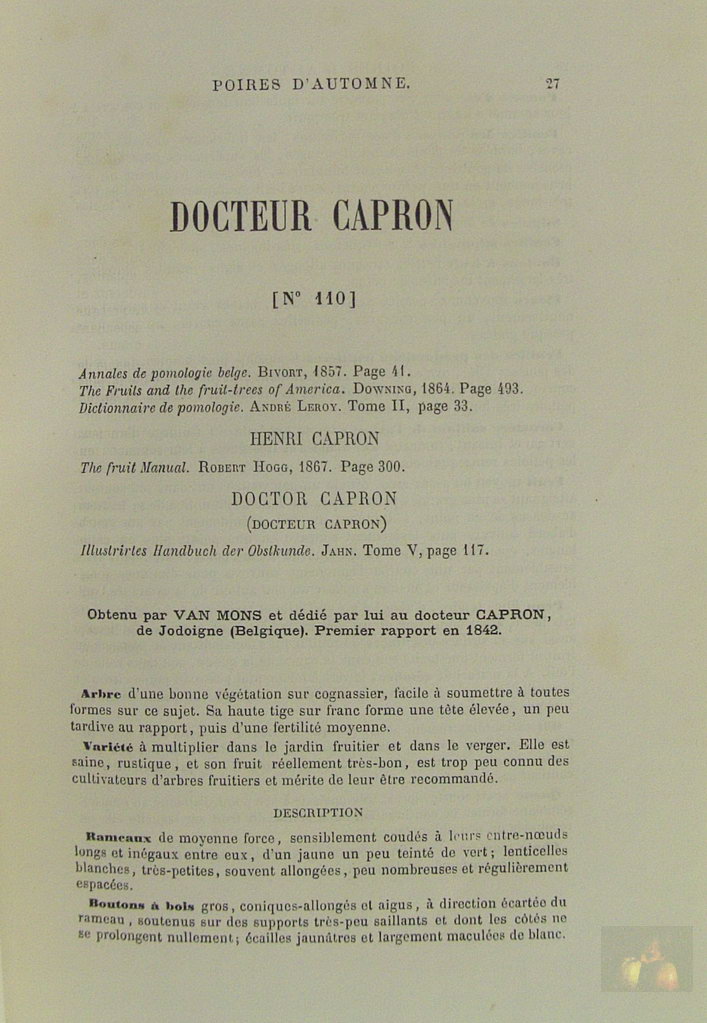 POIRES D'AUTOMNE. 27
DOCTEUR CAPRON
[N° 110]
Annales de pomologie belge. BIVORT, 1857. Page 41.
The Fruits and the fruit-trees of America. DOWNING, 1864. Page 493.
Dictionnaire de pomologie. ANDRÉ LEROY. Tome II, page 33.
HENRI CAPRON
The fruit Manual. ROBERT HOGG, 1867. Page 300.
DOCTOR CAPRON
(DOCTEUR CAPRON)
Illustrirtes Handbuch der Obstkunde. JAHN. Tome V, page 117.
Obtenu par VAN MONS et dédié par lui au docteur CAPRON,
de Jodoigne (Belgique). Premier rapport en 1842.
Arbre d'une bonne végétation sur cognassier, facile à soumettre à toutes
formes sur ce sujet. Sa haute tige sur franc forme une tête élevée, un peu
tardive au rapport, puis d'une fertilité moyenne.
Variété à multiplier dans le jardin fruitier et dans le verger. Elle est
saine, rustique, et son fruit réellement très-bon, est trop peu connu des
cultivateurs d'arbres fruitiers et mérite de leur être recommandé.
DESCRIPTION
Rameaux de moyenne force, sensiblement coudés à leurs entre-nœuds
longs et inégaux entre eux, d'un jaune un peu teinté de vert; lenticelles
blanches, très-petites, souvent allongées, peu nombreuses et régulièrement
espacées.
Boutons à bois gros, coniques-allongés et aigus, à direction écartée du
rameau, soutenus sur des supports très-peu saillants et dont les côtés ne
se prolongent nullement; écailles jaunâtres et largement maculées de blanc.